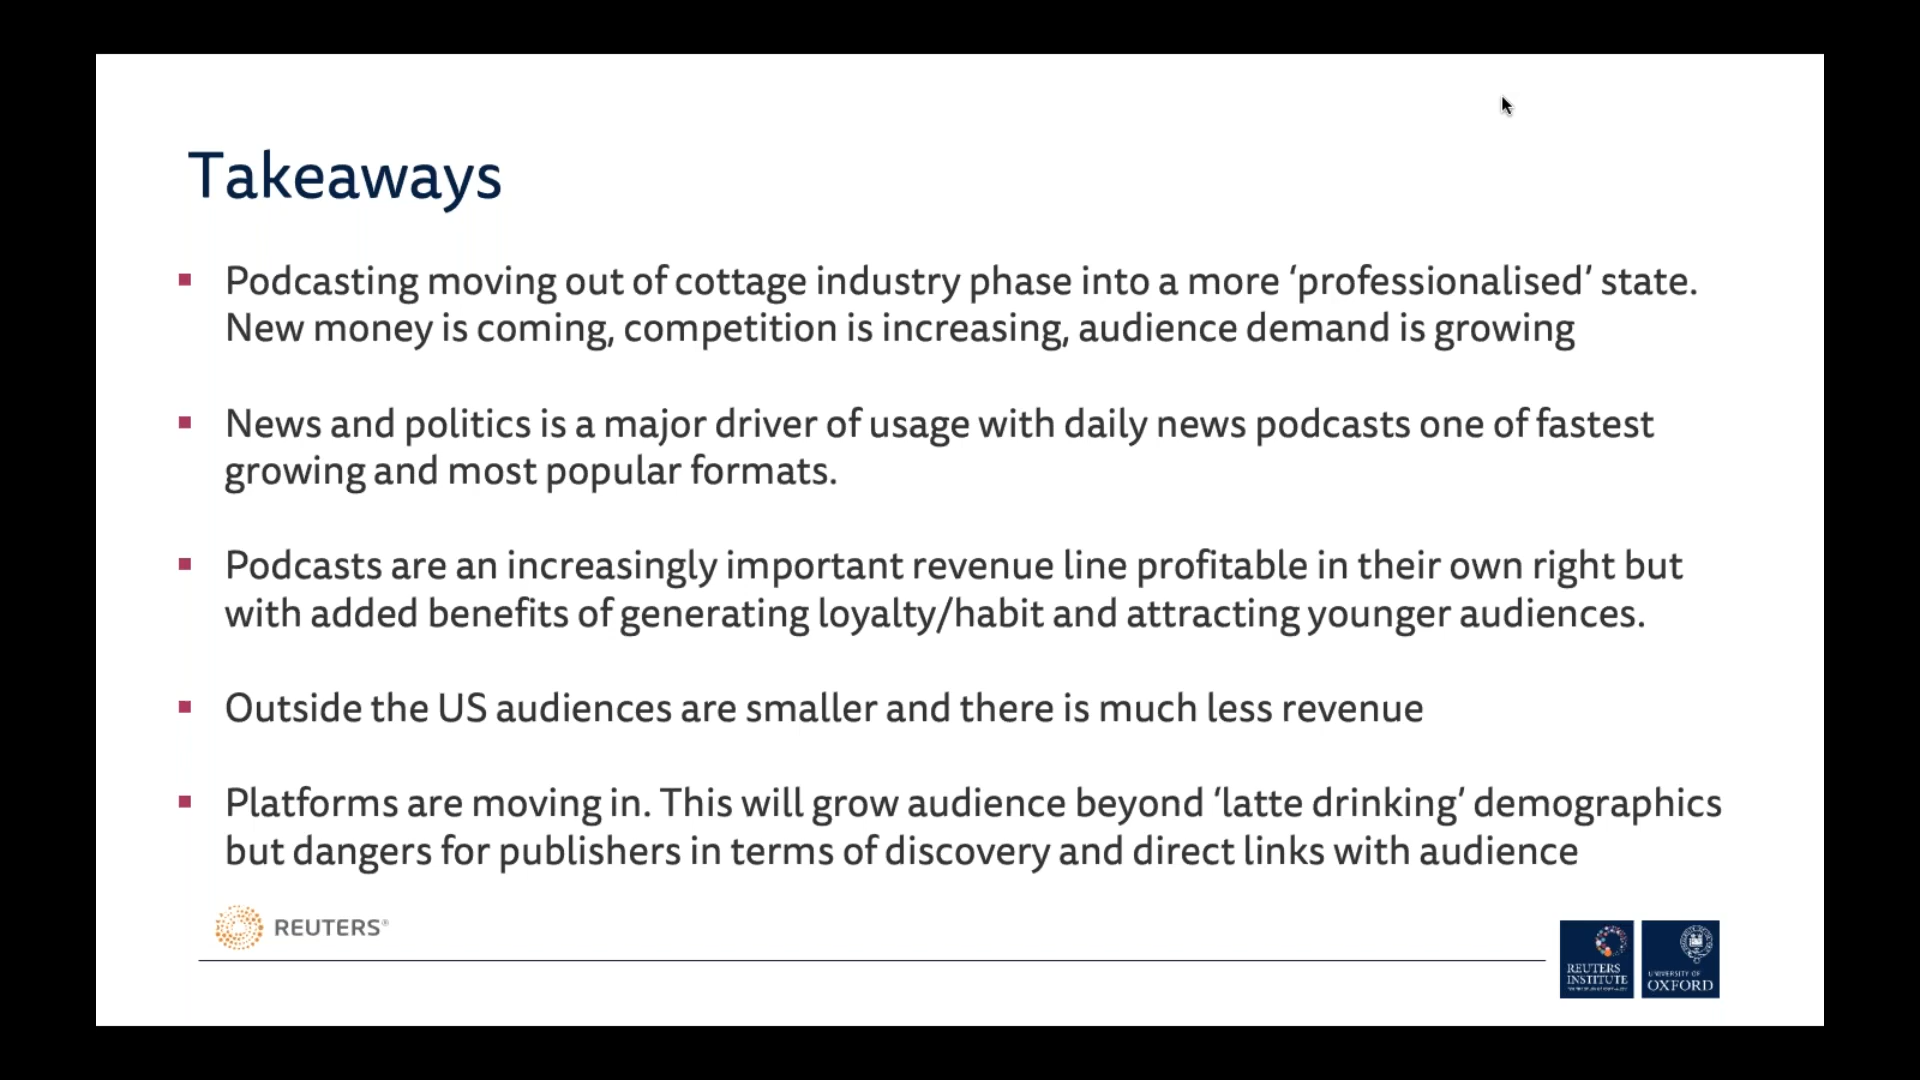 Takeaways
Podcasting moving out of cottage industry phase into a more ‘professionalised’ state.
New money is coming, competition is increasing, audience demand is growing
News and politics is a major driver of usage with daily news podcasts one of fastest
growing and most popular formats.
Podcasts are an increasingly important revenue line profitable in their own right but
with added benefits of generating loyalty/habit and attracting younger audiences.
Outside the US audiences are smaller and there is much less revenue
Platforms are moving in. This will grow audience beyond ‘latte drinking’ demographics
but dangers for publishers in terms of discovery and direct links with audience
REUTERS®
REUTERS
INSTITUTE
UNIVERSITY OF
OXFORD